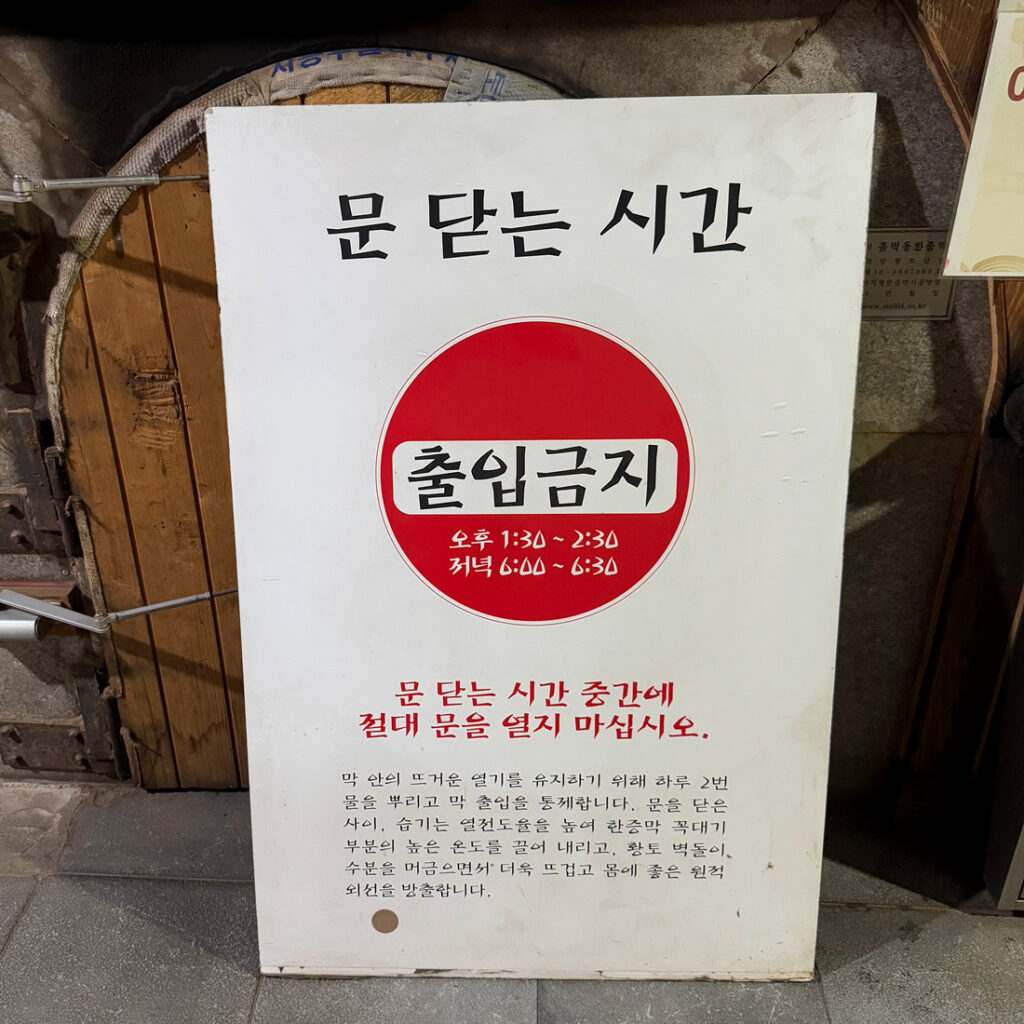 문 닫는 시간
출입금지
오후 1:30 ~ 2:30
저녁 6:00 ~ 6:30
문 닫는 시간 중간에
절대 문을 열지 마십시오.
막 안의 뜨거운 열기를 유지하기 위해 하루 2번
물을 뿌리고 막 출입을 통제합니다. 문을 닫은
사이, 습기는 열전도율을 높여 한증막 꼭대기
부분의 높은 온도를 끌어 내리고, 황토 벽돌이
수분을 머금으면서 더욱 뜨겁고 몸에 좋은 원적
외선을 방출합니다.
흙벽돌한증막